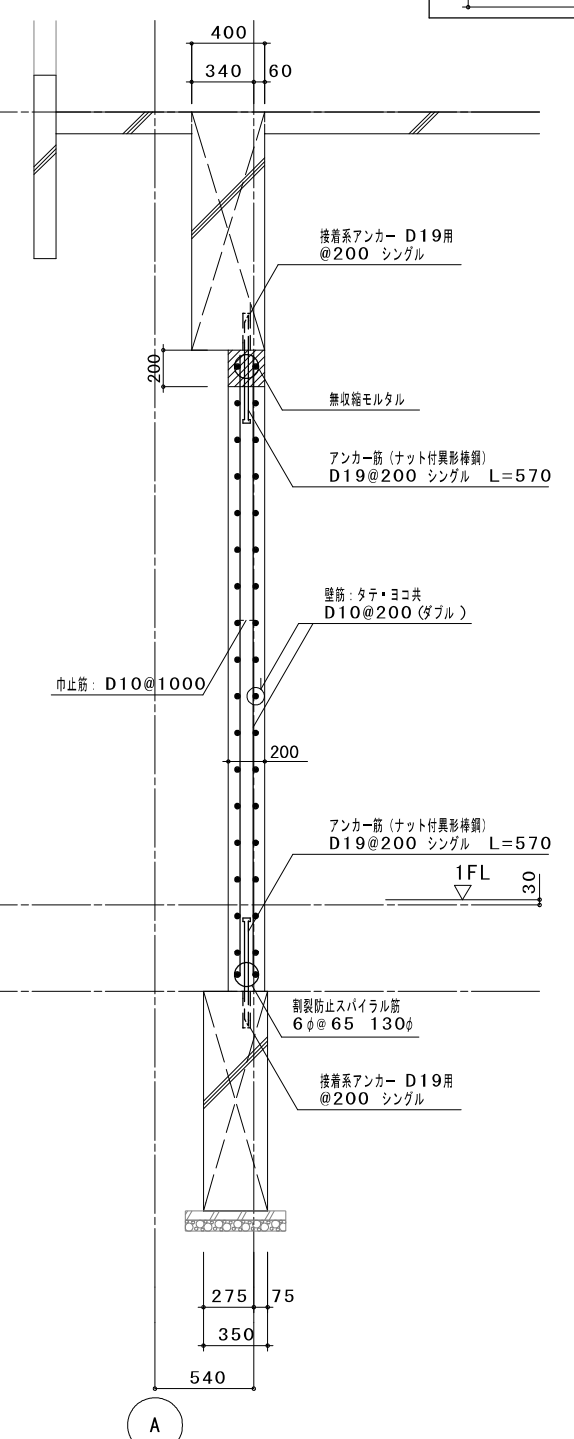 400
340 60
接着系アンカー D19用
@200 シングル
200
無収縮モルタル
アンカー筋 (ナット付異形棒鋼)
D19@200 シングル L=570
壁筋:タテ・ヨコ共
D10@200 (ダブル)
巾止筋: D10@1000
200
アンカー筋 (ナット付異形棒鋼)
D19@200 シングル L=570
1FL
30
割裂防止スパイラル筋
6φ@65 130φ
接着系アンカー D19用
@200 シングル
275 75
350
540
A